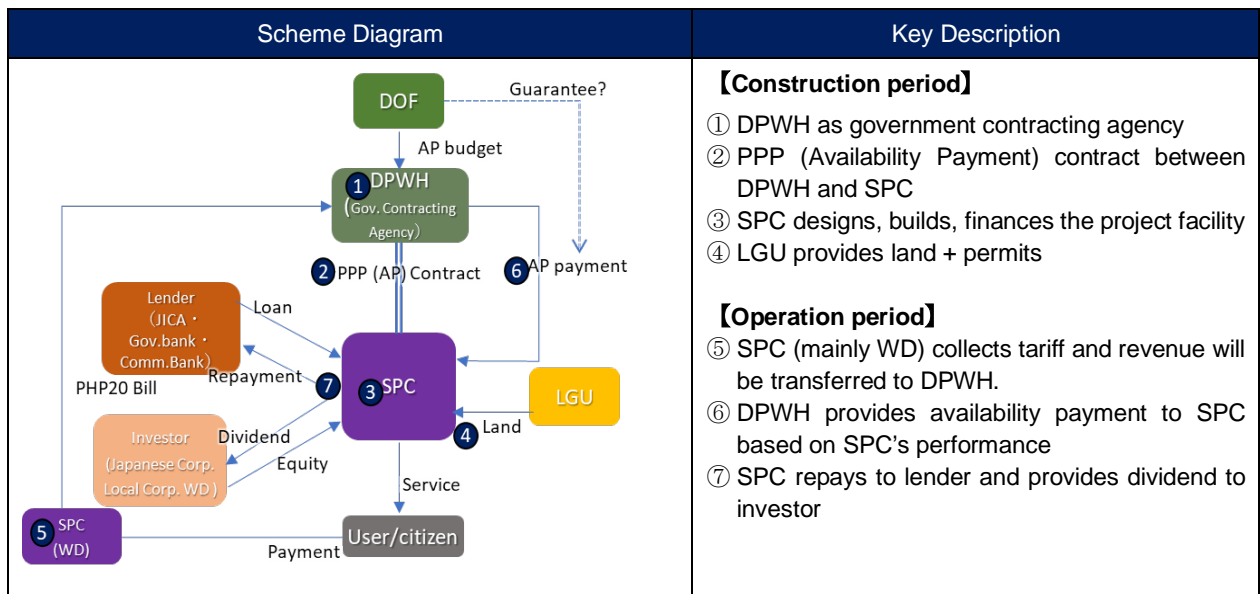 Scheme Diagram
Key Description
DOF
Guarantee?
AP budget
1 DPWH
(Gov. Contracting
Agency)
2 PPP (AP) Contract
6 AP payment
Lender
(JICA・
Gov.bank・
Comm.Bank)
Loan
PHP20 Bill
Repayment
7
3 SPC
LGU
4 Land
Investor
(Japanese Corp.
Local Corp. WD )
Dividend
Equity
Service
5 SPC
(WD)
Payment
User/citizen
【Construction period】
① DPWH as government contracting agency
② PPP (Availability Payment) contract between
DPWH and SPC
③ SPC designs, builds, finances the project facility
④ LGU provides land + permits
【Operation period】
⑤ SPC (mainly WD) collects tariff and revenue will
be transferred to DPWH.
⑥ DPWH provides availability payment to SPC
based on SPC's performance
⑦ SPC repays to lender and provides dividend to
investor